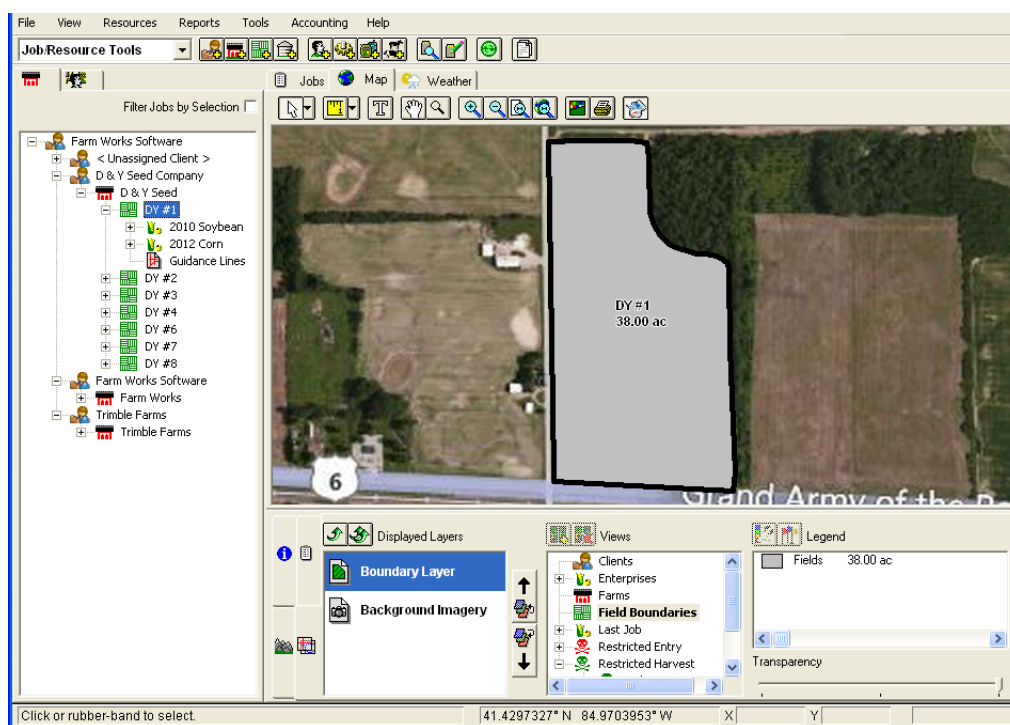 File View Resources Reports Tools Accounting Help
Job/Resource Tools
Jobs Map Weather
Filter Jobs by Selection
T
Farm Works Software
< Unassigned Client >
D & Y Seed Company
D & Y Seed
DY #1
2010 Soybean
2012 Corn
Guidance Lines
DY #2
DY #3
DY #4
DY #6
DY #7
DY #8
Farm Works Software
Farm Works
Trimble Farms
Trimble Farms
DY #1
38.00 ac
6
Grand Army of the
Displayed Layers
Boundary Layer
Background Imagery
Views
Clients
Enterprises
Farms
Field Boundaries
Last Job
Restricted Entry
Restricted Harvest
Legend
Fields 38.00 ac
Transparency
Click or rubber-band to select.
41.4297327° N 84.9703953° W X Y